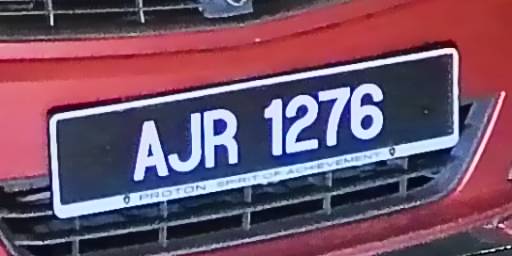 AJR 1276
PROTON. SPIRIT OF ACHIEVEMENT